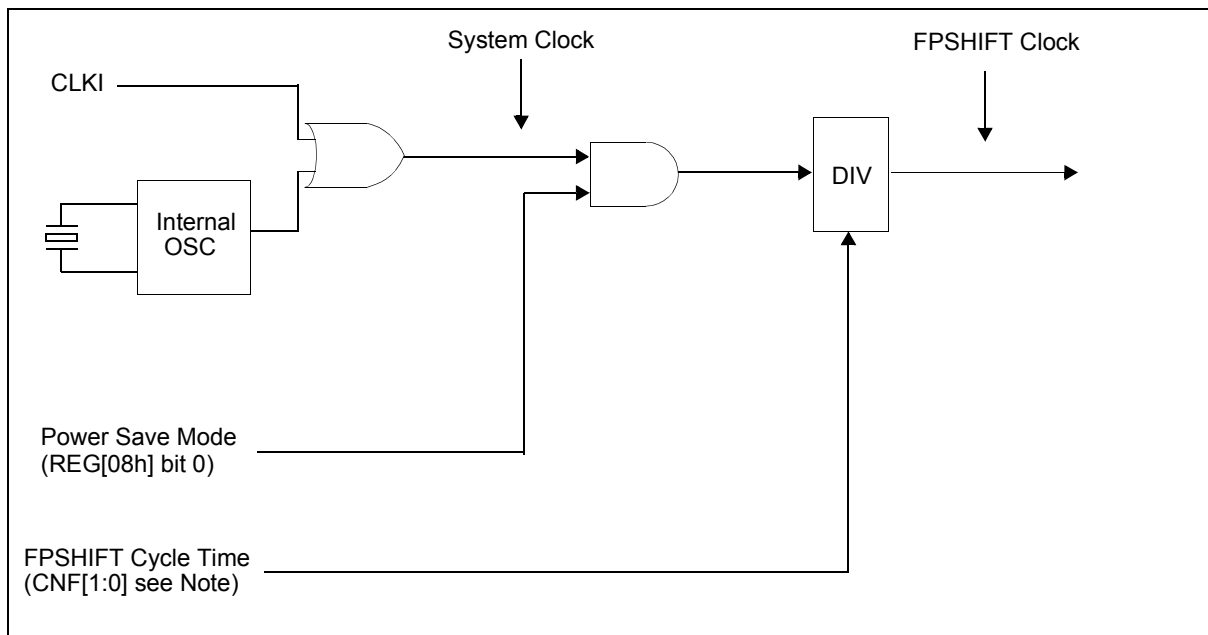 System Clock
FPSHIFT Clock
CLKI
DIV
Internal
OSC
Power Save Mode
(REG[08h] bit 0)
FPSHIFT Cycle Time
(CNF[1:0] see Note)